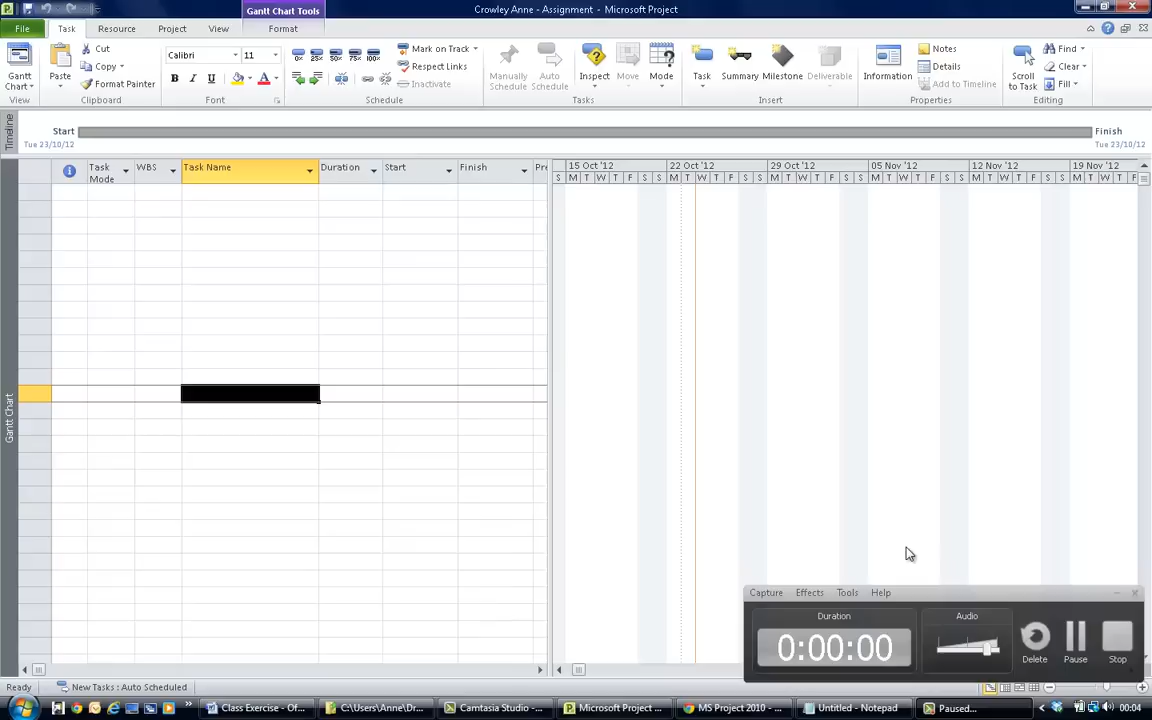 Gantt Chart Tools
Crowley Anne - Assignment - Microsoft Project
File Task Resource Project View Format
Gantt Chart
View
Paste
Cut
Copy
Format Painter
Clipboard
Calibri 11
B I U A
Font
0% 25% 50% 75% 100%
Mark on Track
Respect Links
Inactivate
Schedule
Manually Schedule
Auto Schedule
Inspect
Move
Mode
Tasks
Task
Summary
Milestone
Deliverable
Insert
Information
Notes
Details
Add to Timeline
Properties
Scroll to Task
Find
Clear
Fill
Editing
Timeline
Start
Tue 23/10/12
Finish
Tue 23/10/12
Task Mode WBS Task Name Duration Start Finish Pr
15 Oct '12 22 Oct '12 29 Oct '12 05 Nov '12 12 Nov '12 19 Nov '12
S M T W T F S S M T W T F S S M T W T F S S M T W T F S S M T W T F S S M T W T F
Gantt Chart
Capture Effects Tools Help
Duration
0:00:00
Audio
Delete
Pause
Stop
Ready New Tasks : Auto Scheduled
Class Exercise - Of... C:\Users\Anne\Dr... Camtasia Studio -... Microsoft Project ... MS Project 2010 - ... Untitled - Notepad Paused... 00:04